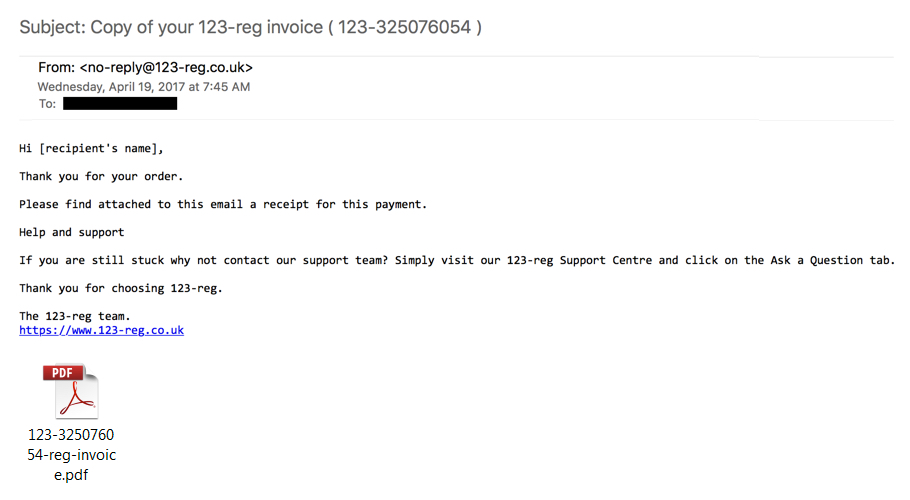 Subject: Copy of your 123-reg invoice ( 123-325076054 )
From: <no-reply@123-reg.co.uk>
Wednesday, April 19, 2017 at 7:45 AM
To:
Hi [recipient's name],
Thank you for your order.
Please find attached to this email a receipt for this payment.
Help and support
If you are still stuck why not contact our support team? Simply visit our 123-reg Support Centre and click on the Ask a Question tab.
Thank you for choosing 123-reg.
The 123-reg team.
https://www.123-reg.co.uk
PDF
123-3250760
54-reg-invoic
e.pdf